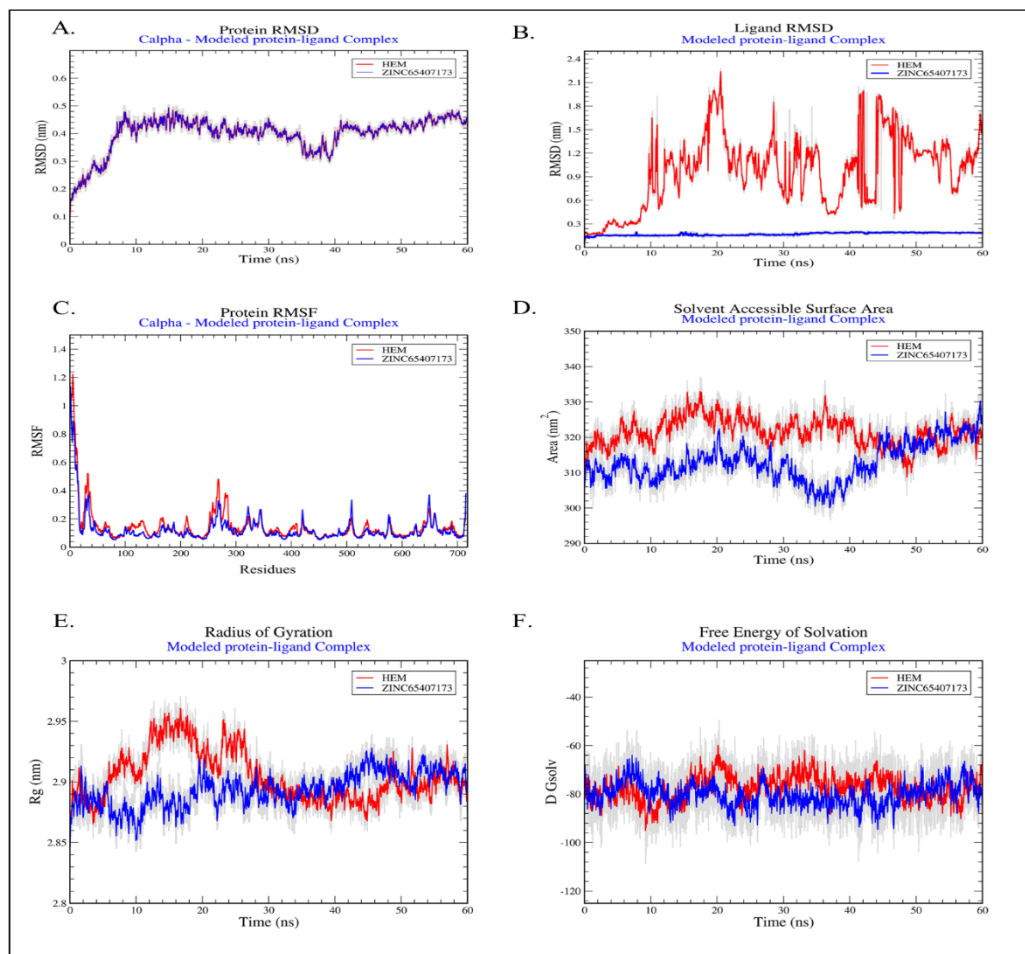 A.
Protein RMSD
Calpha - Modeled protein-ligand Complex
HEM
ZINC65407173
RMSD (nm)
0.6
0.5
0.4
0.3
0.2
0.1
0
0 10 20 30 40 50 60
Time (ns)
B.
Ligand RMSD
Modeled protein-ligand Complex
HEM
ZINC65407173
RMSD (nm)
2.4
2.1
1.8
1.5
1.2
0.9
0.6
0.3
0
0 10 20 30 40 50 60
Time (ns)
C.
Protein RMSF
Calpha - Modeled protein-ligand Complex
HEM
ZINC65407173
RMSF
1.4
1.2
1
0.8
0.6
0.4
0.2
0
0 100 200 300 400 500 600 700
Residues
D.
Solvent Accessible Surface Area
Modeled protein-ligand Complex
HEM
ZINC65407173
Area (nm²)
350
340
330
320
310
300
290
0 10 20 30 40 50 60
Time (ns)
E.
Radius of Gyration
Modeled protein-ligand Complex
HEM
ZINC65407173
Rg (nm)
3
2.95
2.9
2.85
2.8
0 10 20 30 40 50 60
Time (ns)
F.
Free Energy of Solvation
Modeled protein-ligand Complex
HEM
ZINC65407173
D Gsolv
-40
-60
-80
-100
-120
0 10 20 30 40 50 60
Time (ns)